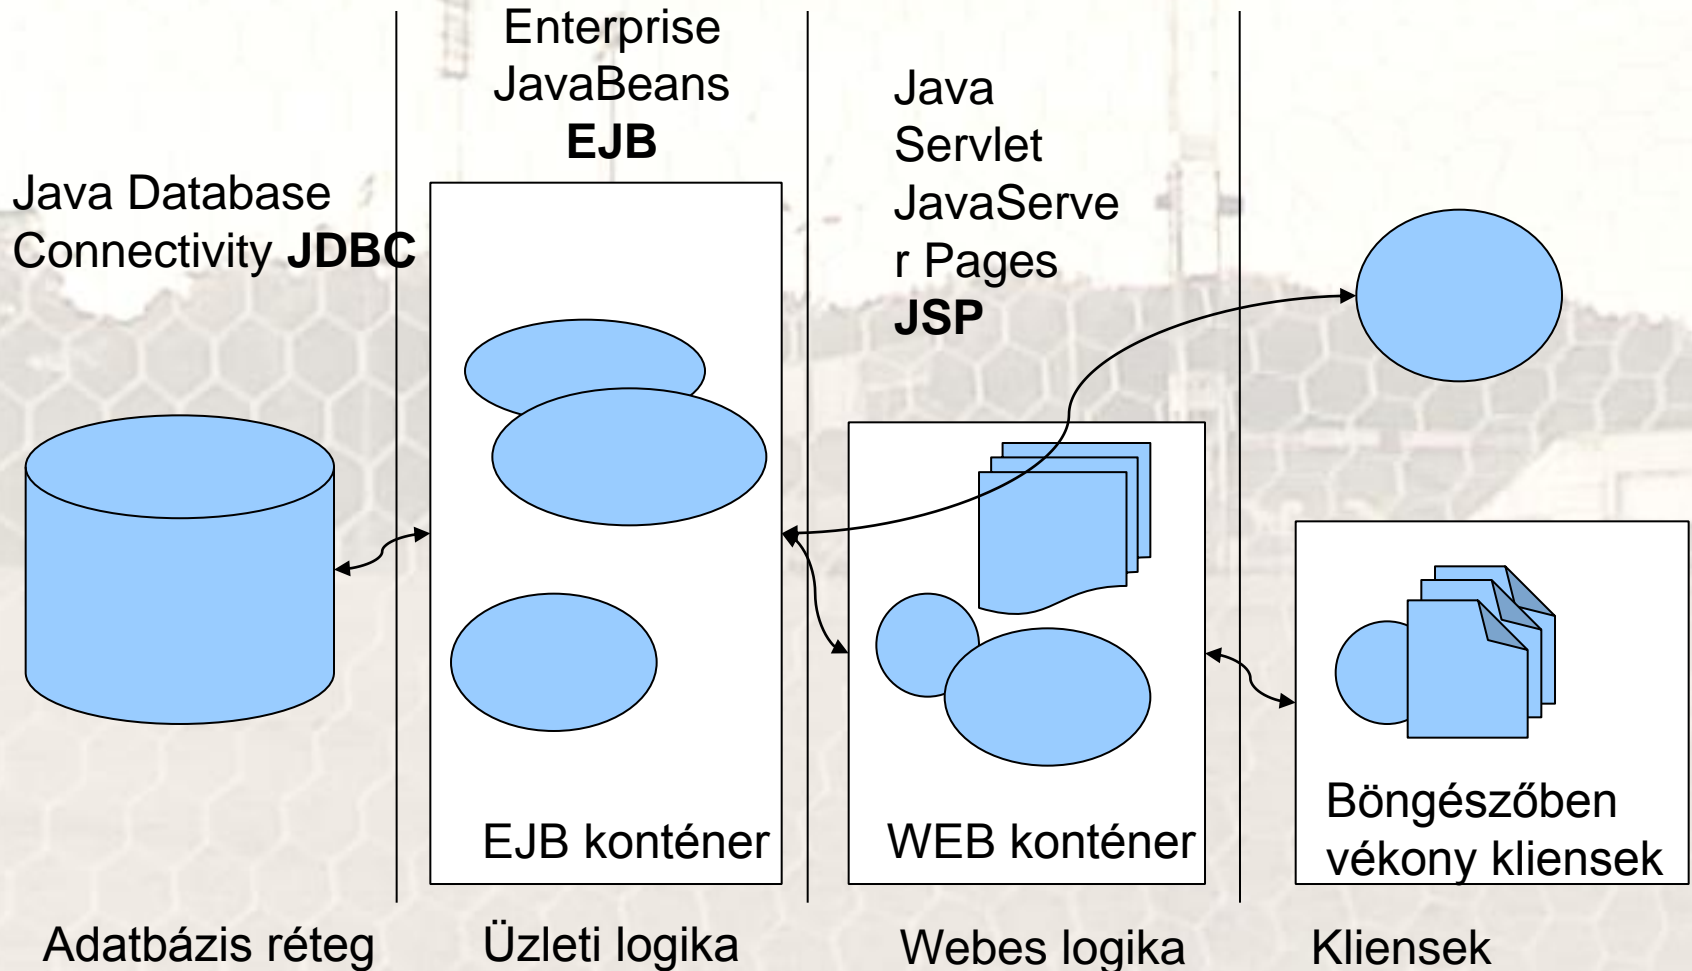 Java Database
Connectivity JDBC
Enterprise
JavaBeans
EJB
Java
Servlet
JavaServe
r Pages
JSP
EJB konténer
WEB konténer
Böngészőben
vékony kliensek
Adatbázis réteg
Üzleti logika
Webes logika
Kliensek